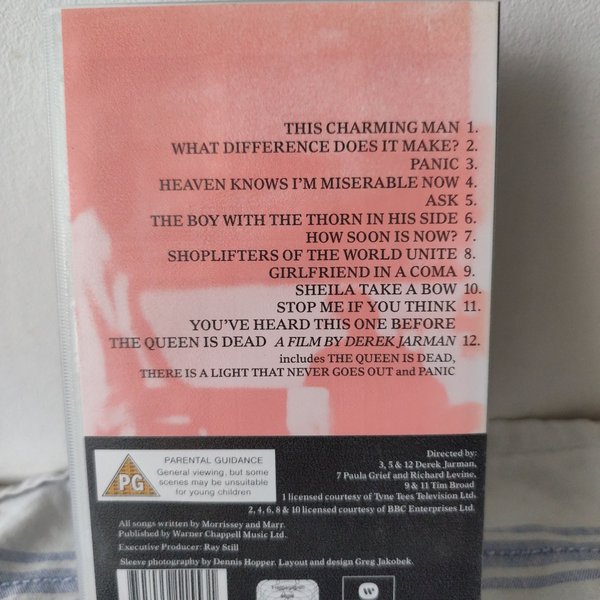 THIS CHARMING MAN 1.
WHAT DIFFERENCE DOES IT MAKE? 2.
PANIC 3.
HEAVEN KNOWS I'M MISERABLE NOW 4.
ASK 5.
THE BOY WITH THE THORN IN HIS SIDE 6.
HOW SOON IS NOW? 7.
SHOPLIFTERS OF THE WORLD UNITE 8.
GIRLFRIEND IN A COMA 9.
SHEILA TAKE A BOW 10.
STOP ME IF YOU THINK 11.
YOU'VE HEARD THIS ONE BEFORE
THE QUEEN IS DEAD A FILM BY DEREK JARMAN 12.
includes THE QUEEN IS DEAD,
THERE IS A LIGHT THAT NEVER GOES OUT and PANIC
PG
PARENTAL GUIDANCE
General viewing, but some
scenes may be unsuitable
for young children
Directed by:
3, 5 & 12 Derek Jarman,
7 Paula Grief and Richard Levine,
9 & 11 Tim Broad
1 licensed courtesy of Tyne Tees Television Ltd.
2, 4, 6, 8 & 10 licensed courtesy of BBC Enterprises Ltd.
All songs written by Morrissey and Marr.
Published by Warner Chappell Music Ltd.
Executive Producer: Ray Still
Sleeve photography by Dennis Hopper. Layout and design Greg Jakobek.